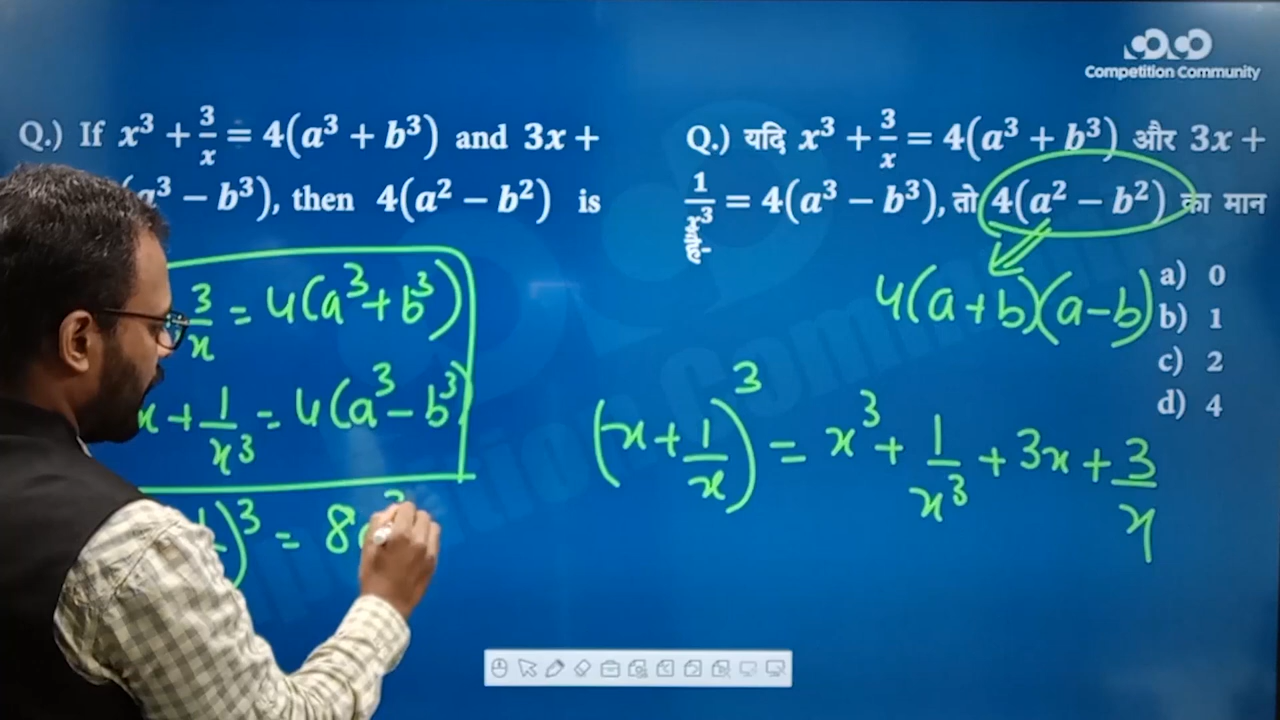 Competition Community
Q.) If x³ + 3/x = 4(a³ + b³) and 3x +
³ − b³), then 4(a² − b²) is
Q.) यदि x³ + 3/x = 4(a³ + b³) और 3x +
1/x³ = 4(a³ − b³), तो 4(a² − b²) का मान
a) 0
b) 1
c) 2
d) 4
4(a+b)(a−b)
3/x = 4(a³+b³)
x + 1/x³ = 4(a³−b³)
)³ = 8
(x + 1/x)³ = x³ + 1/x³ + 3x + 3/x